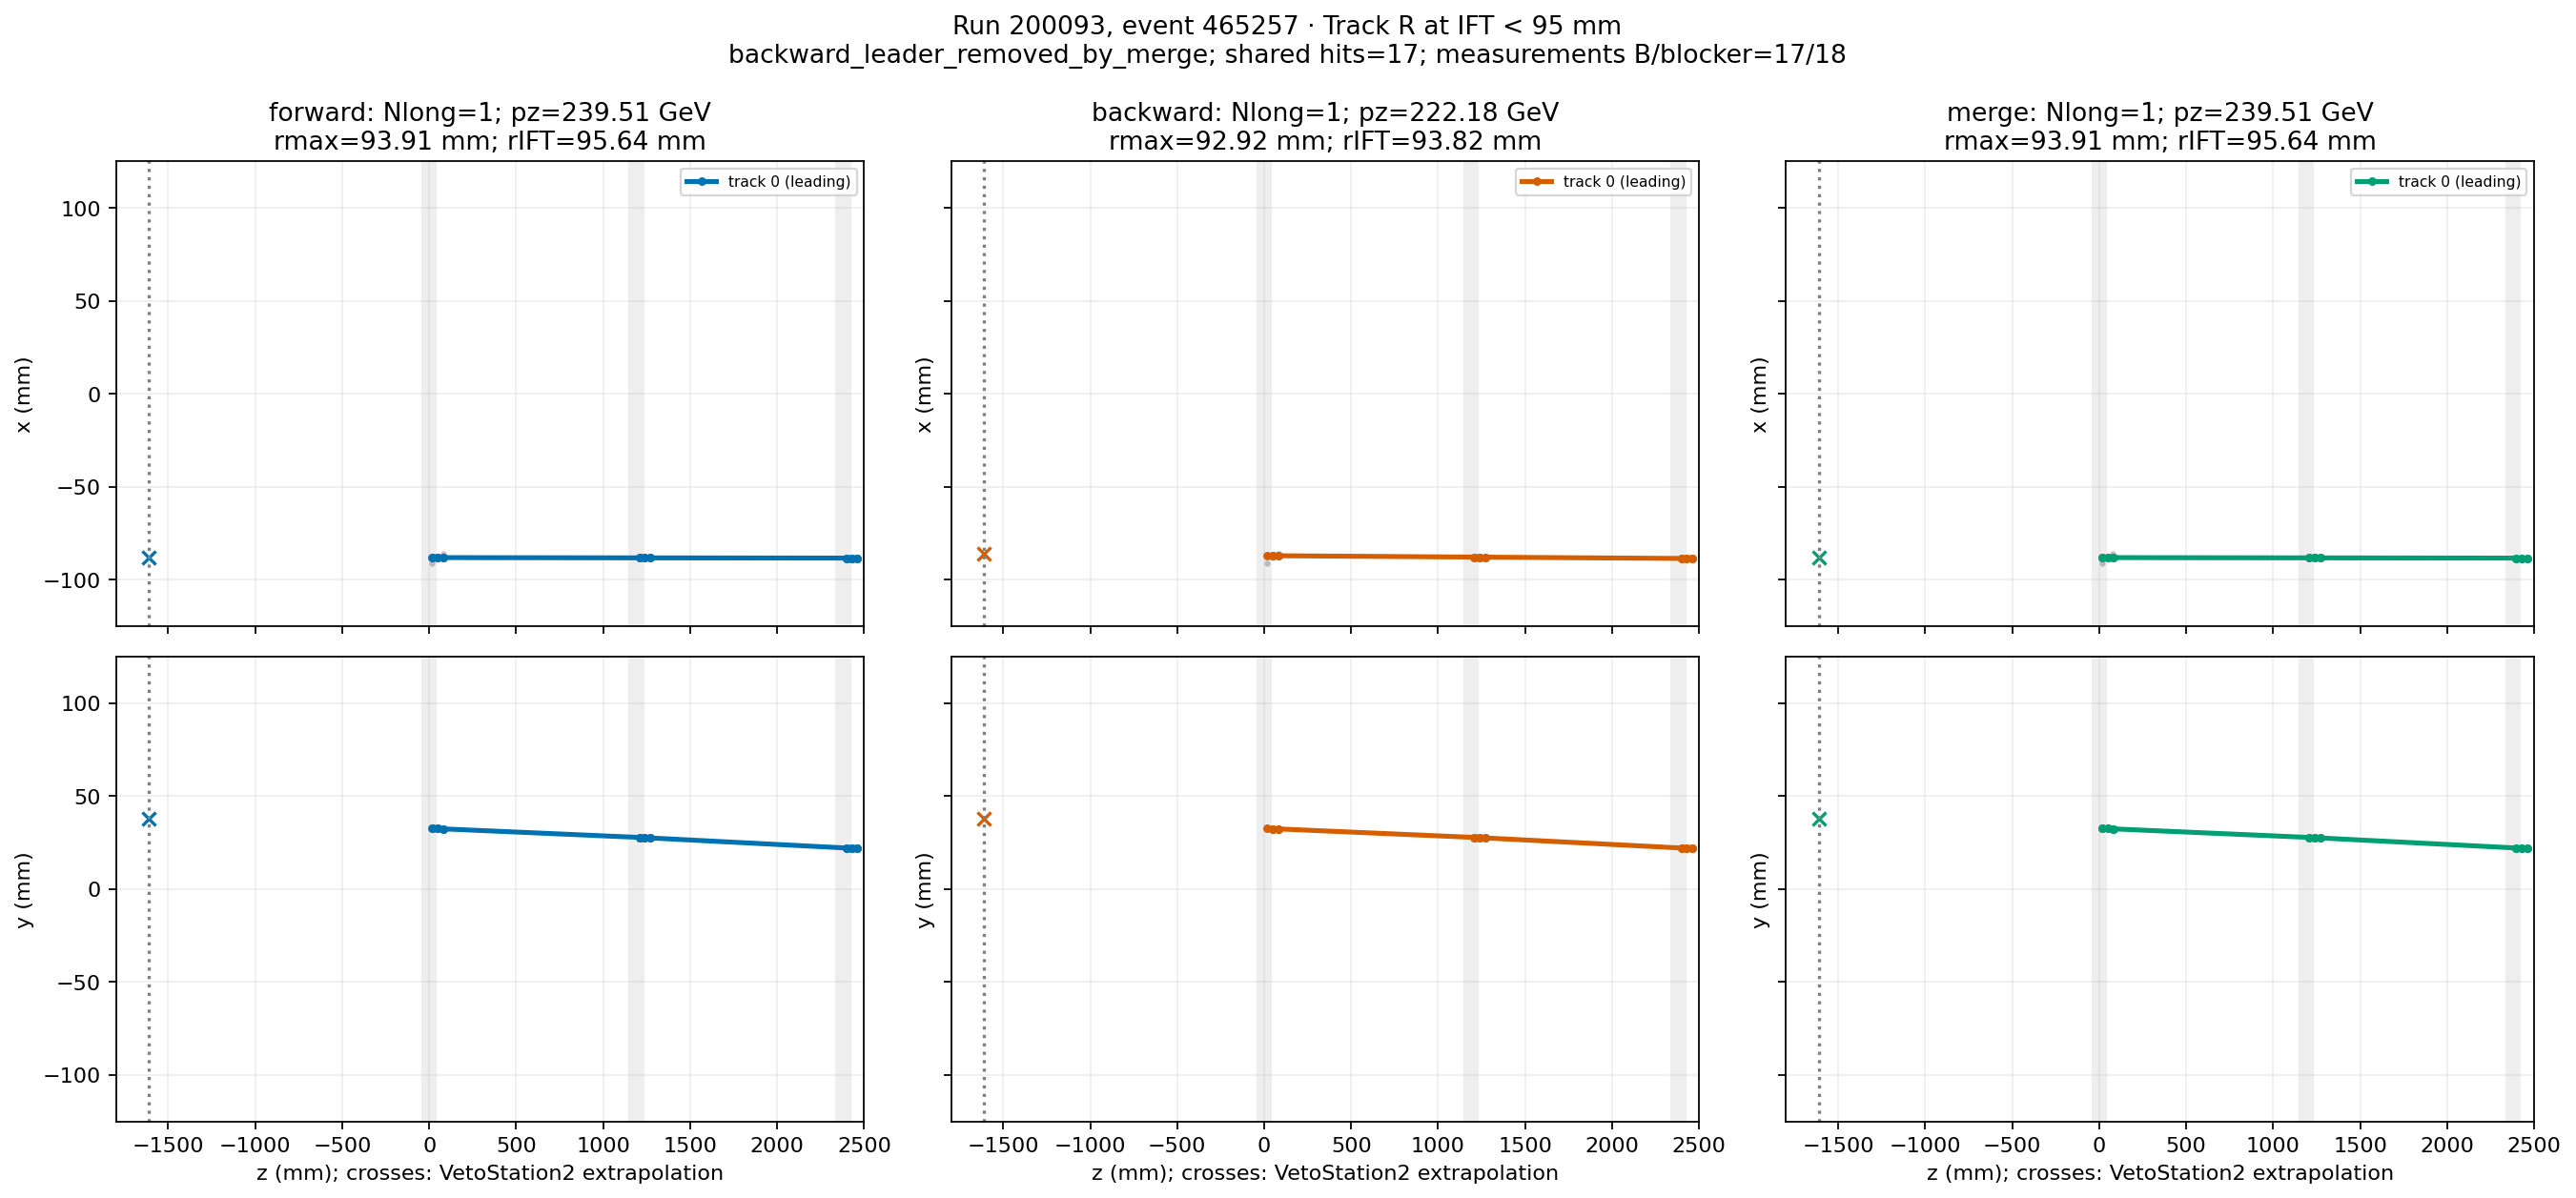 Run 200093, event 465257 · Track R at IFT < 95 mm
backward_leader_removed_by_merge; shared hits=17; measurements B/blocker=17/18
forward: Nlong=1; pz=239.51 GeV
rmax=93.91 mm; rIFT=95.64 mm
backward: Nlong=1; pz=222.18 GeV
rmax=92.92 mm; rIFT=93.82 mm
merge: Nlong=1; pz=239.51 GeV
rmax=93.91 mm; rIFT=95.64 mm
track 0 (leading)
track 0 (leading)
track 0 (leading)
100
50
0
−50
−100
x (mm)
x (mm)
x (mm)
100
50
0
−50
−100
y (mm)
y (mm)
y (mm)
−1500 −1000 −500 0 500 1000 1500 2000 2500
−1500 −1000 −500 0 500 1000 1500 2000 2500
−1500 −1000 −500 0 500 1000 1500 2000 2500
z (mm); crosses: VetoStation2 extrapolation
z (mm); crosses: VetoStation2 extrapolation
z (mm); crosses: VetoStation2 extrapolation